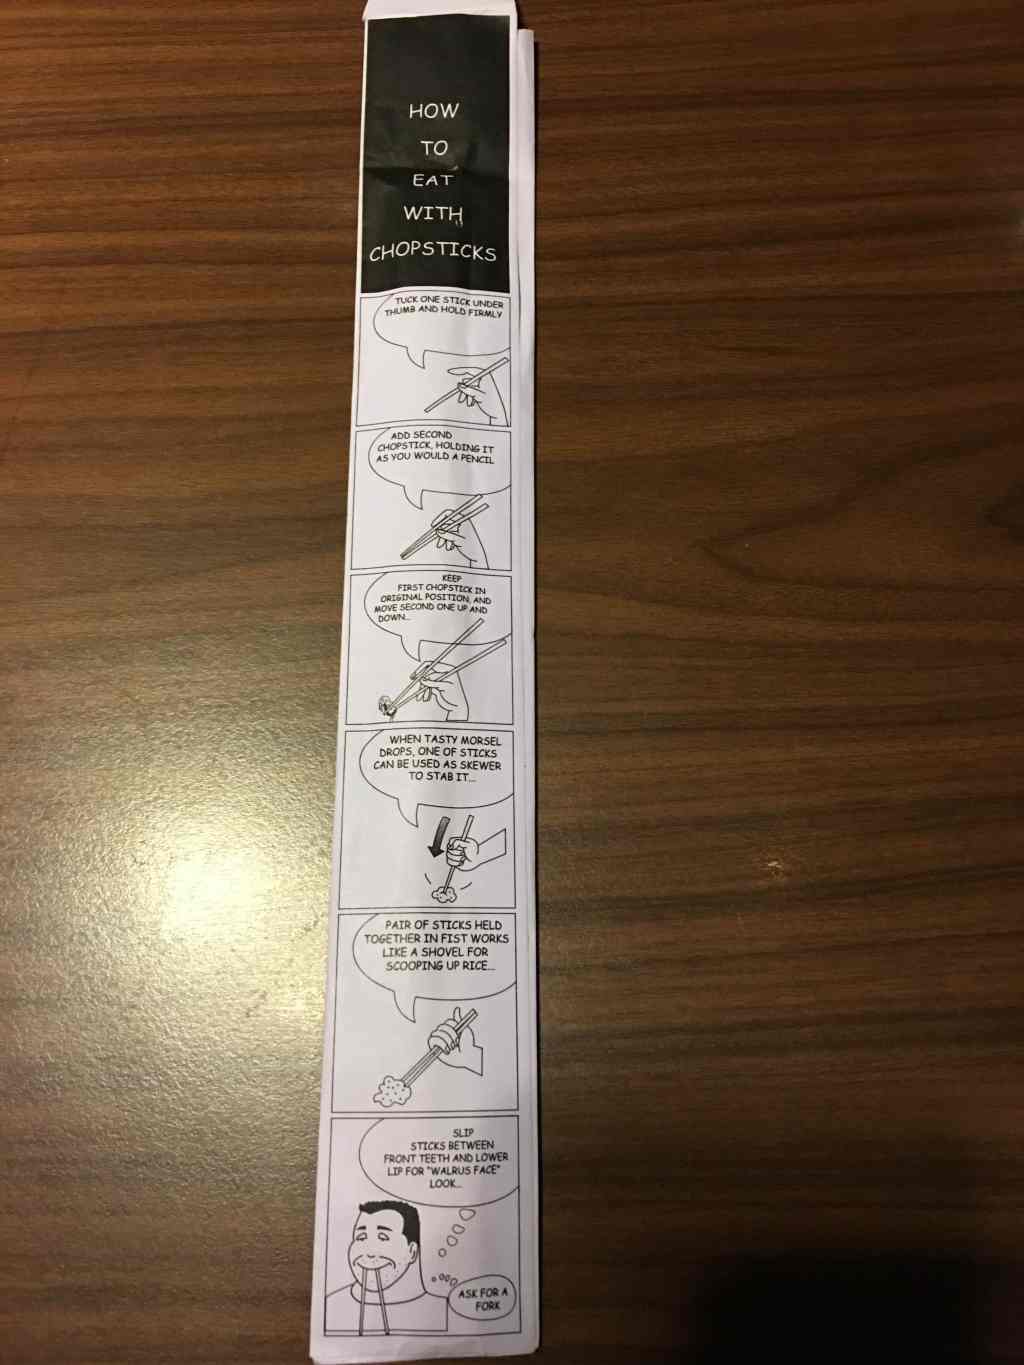 HOW
TO
EAT
WITH
CHOPSTICKS
TUCK ONE STICK UNDER
THUMB AND HOLD FIRMLY
ADD SECOND
CHOPSTICK, HOLDING IT
AS YOU WOULD A PENCIL
KEEP
FIRST CHOPSTICK IN
ORIGINAL POSITION, AND
MOVE SECOND ONE UP AND
DOWN...
WHEN TASTY MORSEL
DROPS, ONE OF STICKS
CAN BE USED AS SKEWER
TO STAB IT...
PAIR OF STICKS HELD
TOGETHER IN FIST WORKS
LIKE A SHOVEL FOR
SCOOPING UP RICE...
SLIP
STICKS BETWEEN
FRONT TEETH AND LOWER
LIP FOR "WALRUS FACE"
LOOK...
ASK FOR A
FORK